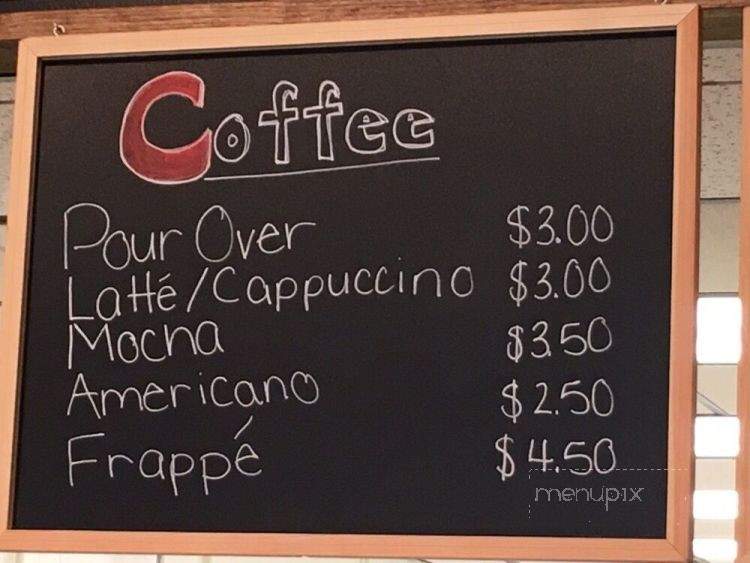 Coffee
Pour Over $3.00
Latté/Cappuccino $3.00
Mocha $3.50
Americano $2.50
Frappé $4.50
menupix